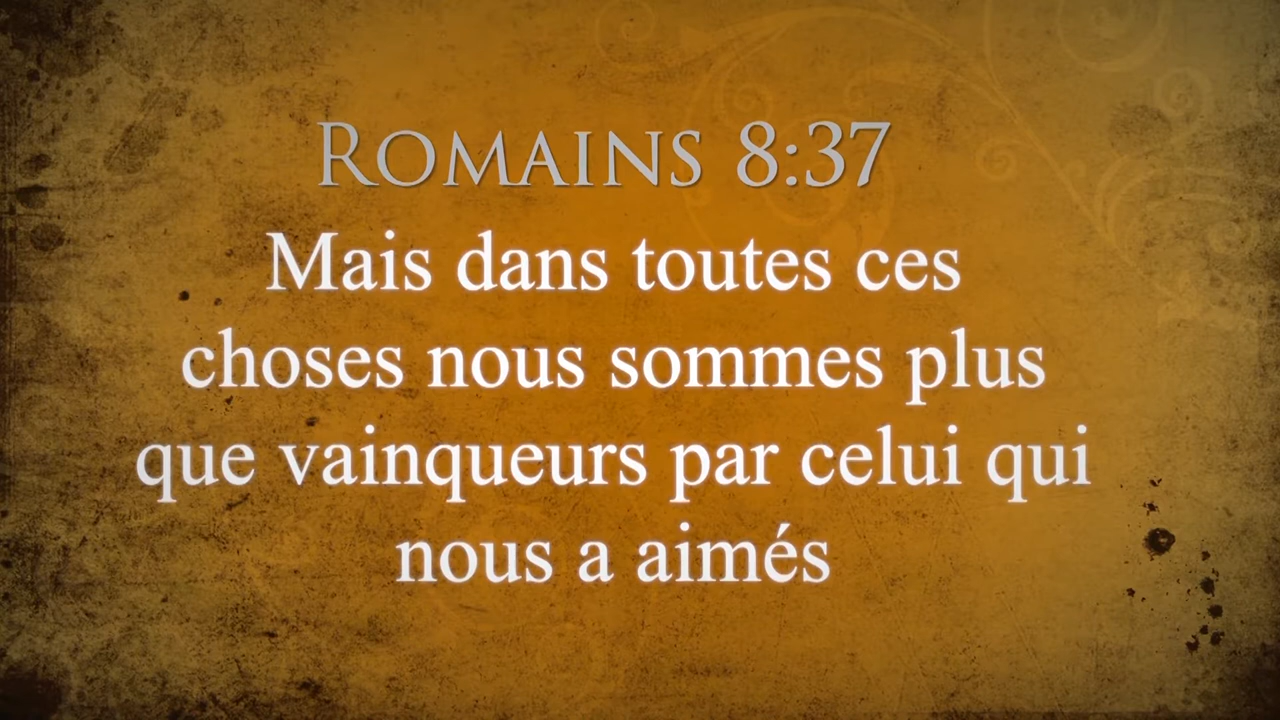 Romains 8:37
Mais dans toutes ces
choses nous sommes plus
que vainqueurs par celui qui
nous a aimés